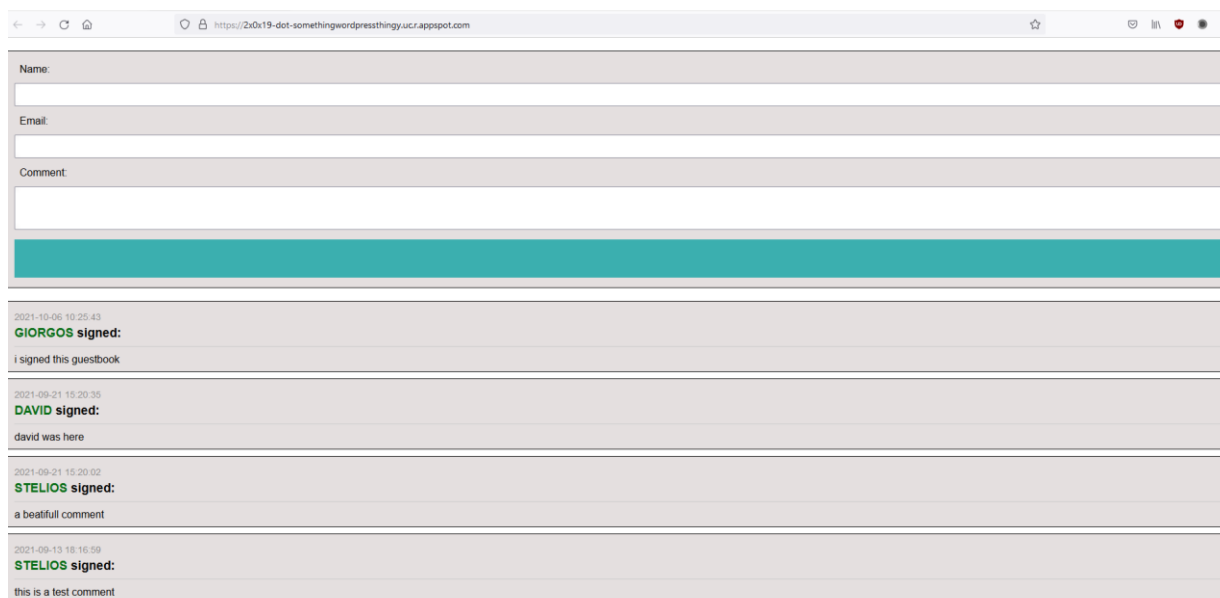 https://2x0x19-dot-somethingwordpressthingy.uc.r.appspot.com
Name:
Email:
Comment:
2021-10-06 10:25:43
GIORGOS signed:
i signed this guestbook
2021-09-21 15:20:35
DAVID signed:
david was here
2021-09-21 15:20:02
STELIOS signed:
a beatifull comment
2021-09-13 18:16:59
STELIOS signed:
this is a test comment